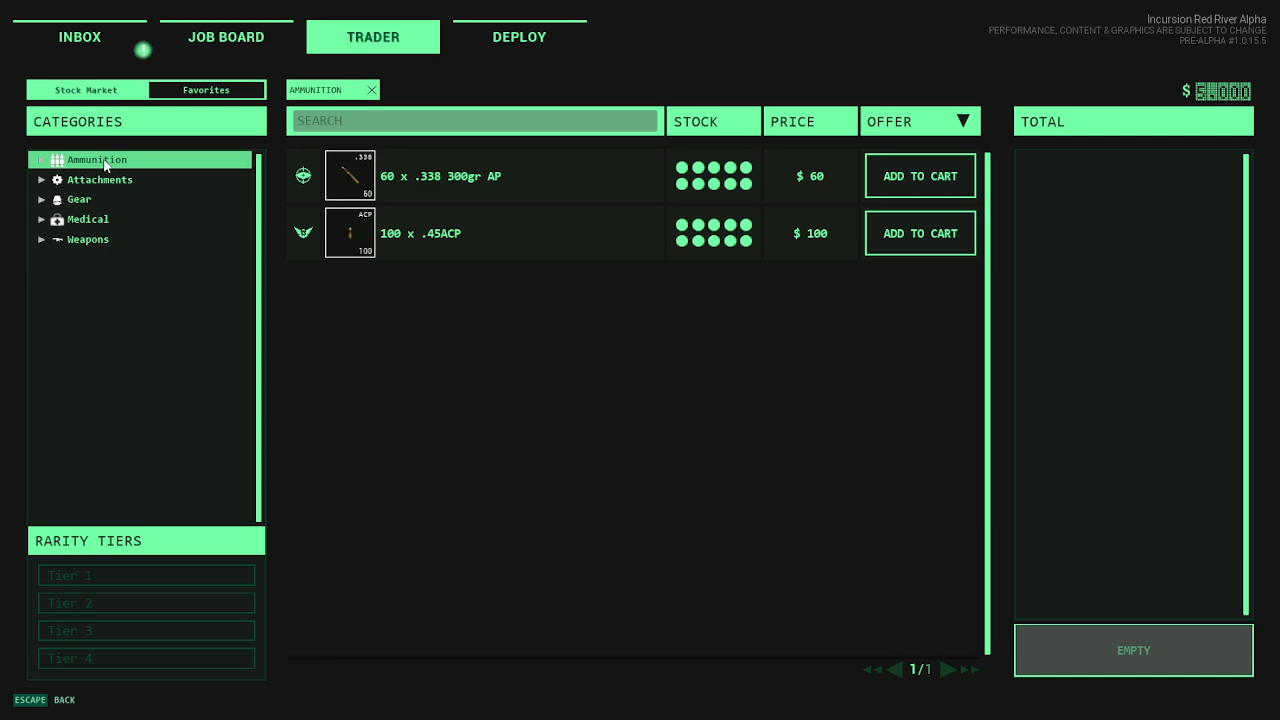 INBOX
JOB BOARD
TRADER
DEPLOY
Incursion Red River Alpha
PERFORMANCE, CONTENT & GRAPHICS ARE SUBJECT TO CHANGE
PRE-ALPHA #1.0.15.5
Stock Market
Favorites
AMMUNITION
$ 5,000
CATEGORIES
SEARCH
STOCK
PRICE
OFFER
TOTAL
Ammunition
Attachments
Gear
Medical
Weapons
.338
60
60 x .338 300gr AP
$ 60
ADD TO CART
ACP
100
100 x .45ACP
$ 100
ADD TO CART
RARITY TIERS
Tier 1
Tier 2
Tier 3
Tier 4
EMPTY
1/1
ESCAPE BACK